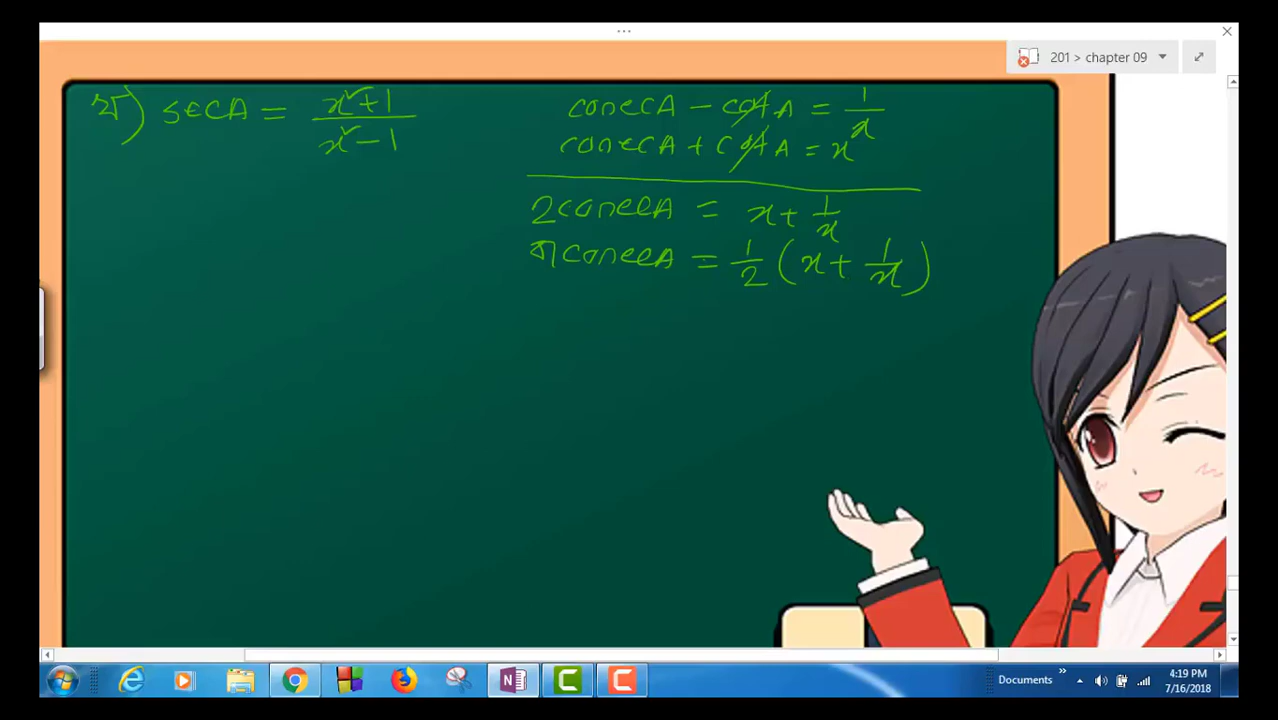 201 > chapter 09
গ) secA = x²+1 / x²-1
cosecA - cotA = 1/x
cosecA + cotA = x
2cosecA = x + 1/x
বা cosecA = 1/2 (x + 1/x)
Documents
4:19 PM
7/16/2018